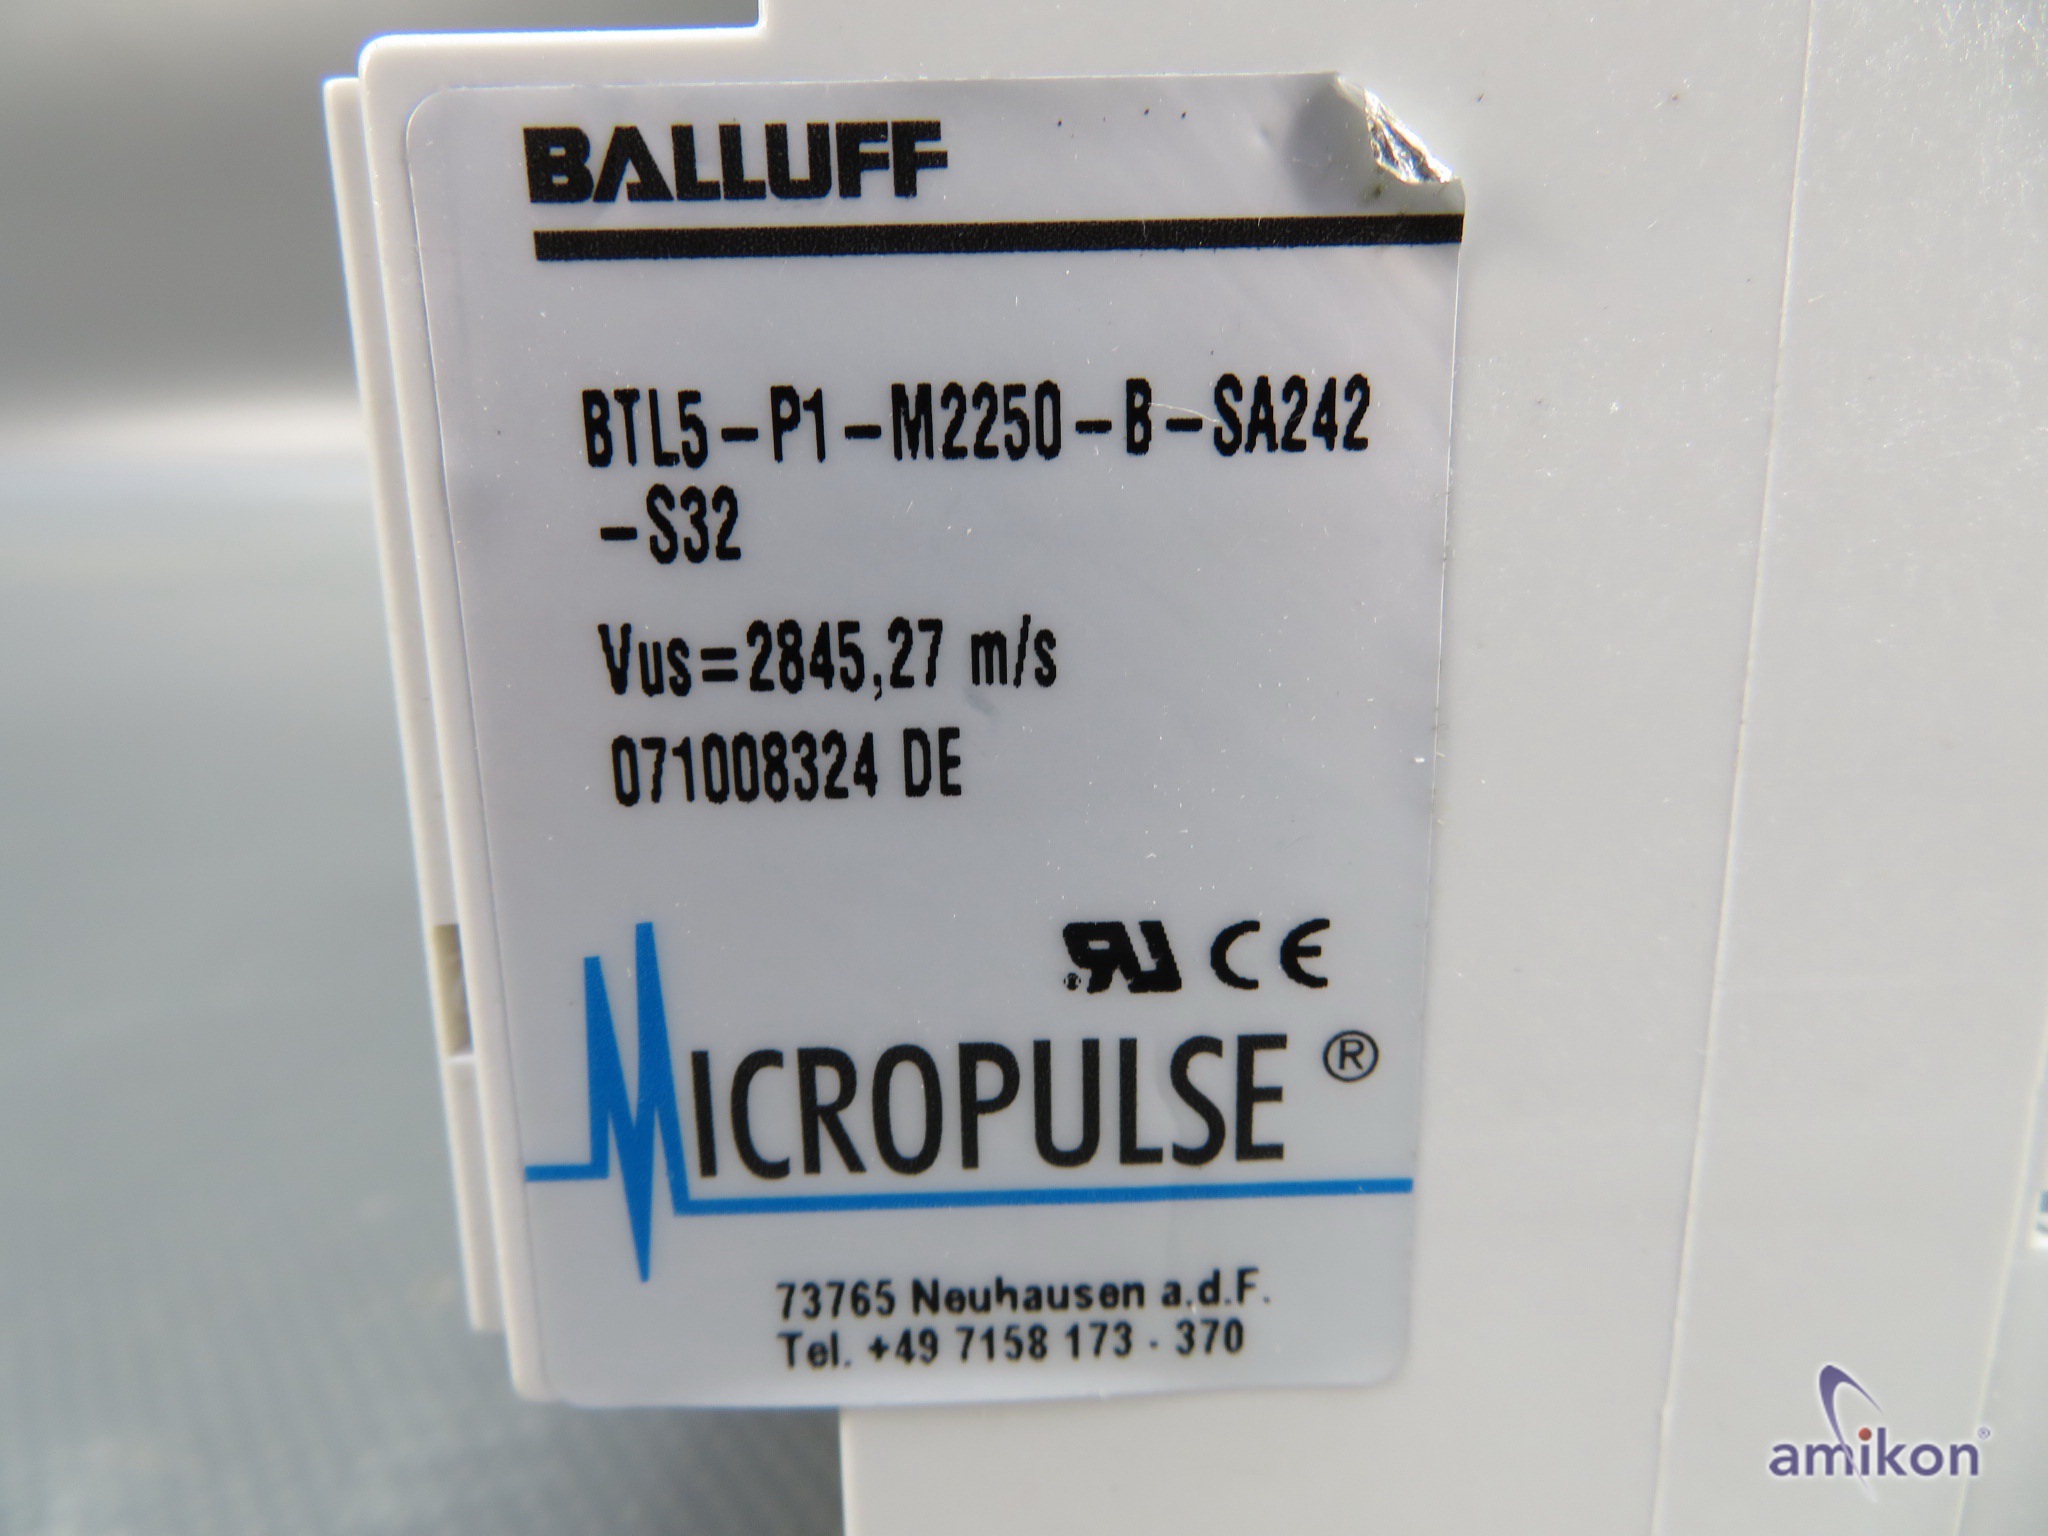 BALLUFF
BTL5-P1-M2250-B-SA242
-S32
Vus=2845,27 m/s
071008324 DE
RU CE
MICROPULSE ®
73765 Neuhausen a.d.F.
Tel. +49 7158 173 - 370
amikon®